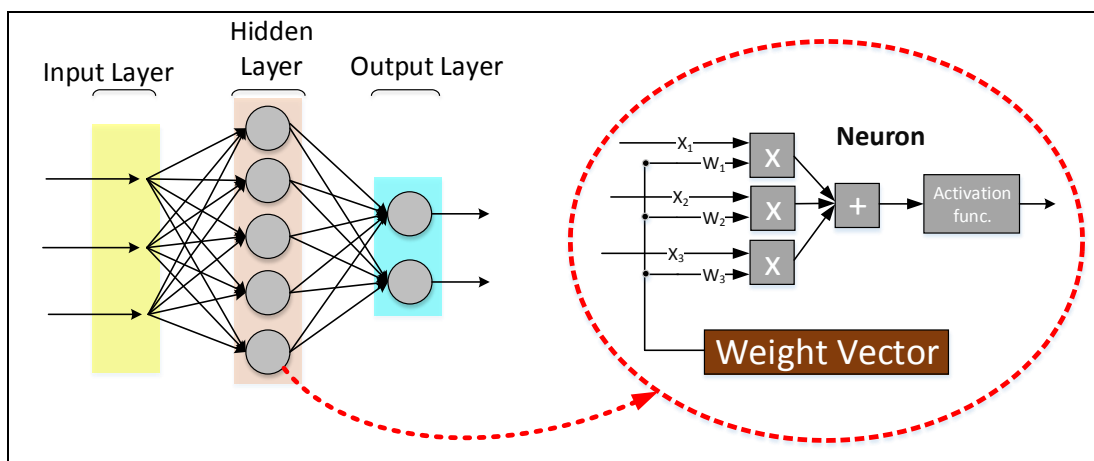 Input Layer
Hidden
Layer
Output Layer
Neuron
X1
W1
X
X2
W2
X
X3
W3
X
+
Activation
func.
Weight Vector